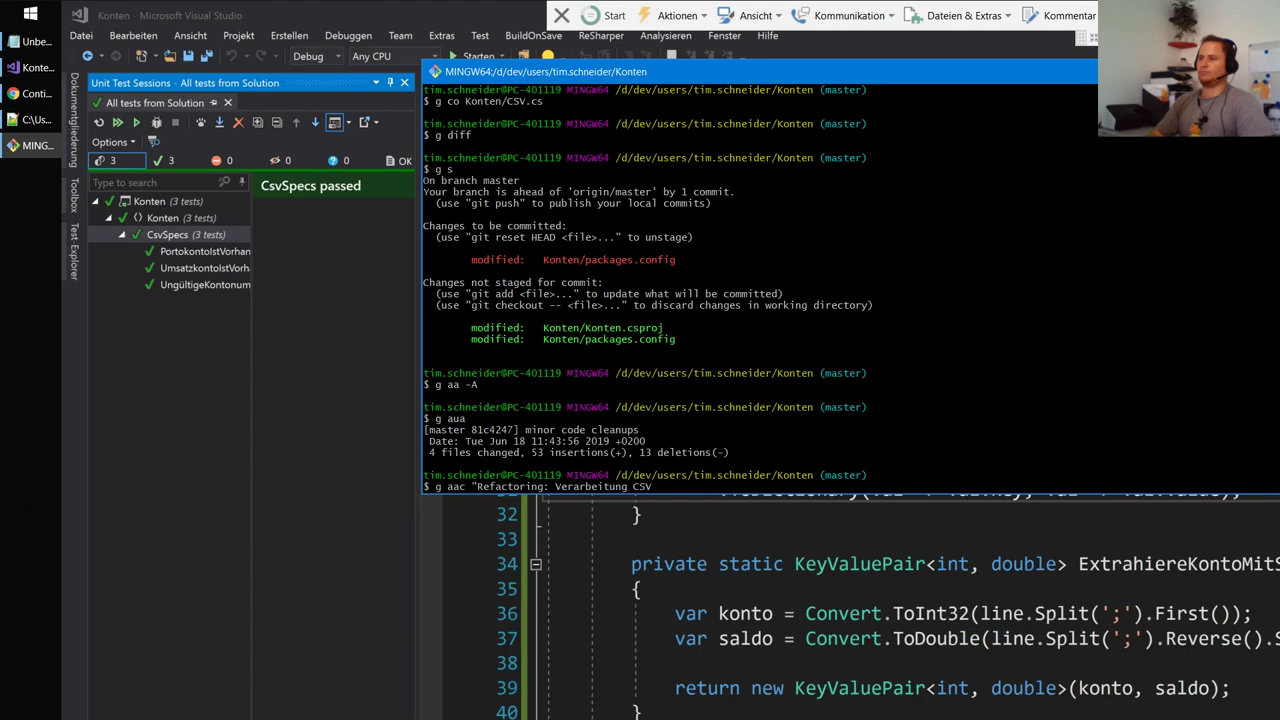 Konten - Microsoft Visual Studio
Start
Aktionen
Ansicht
Kommunikation
Dateien & Extras
Kommentar
Datei
Bearbeiten
Ansicht
Projekt
Erstellen
Debuggen
Team
Extras
Test
BuildOnSave
ReSharper
Analysieren
Fenster
Hilfe
Unbe
Konte
Conti
C:\Us
MING
Debug
Any CPU
Starten
Dokumentgliederung
Toolbox
Test-Explorer
Unit Test Sessions: All tests from Solution
All tests from Solution
Options
3
3
0
0
0
OK
Type to search
CsvSpecs passed
Konten (3 tests)
{} Konten (3 tests)
CsvSpecs (3 tests)
PortokontoIstVorhan
UmsatzkontoIstVorh
UngültigeKontonum
MINGW64:/d/dev/users/tim.schneider/Konten
tim.schneider@PC-401119 MINGW64 /d/dev/users/tim.schneider/Konten (master)
$ g co Konten/CSV.cs
tim.schneider@PC-401119 MINGW64 /d/dev/users/tim.schneider/Konten (master)
$ g diff
tim.schneider@PC-401119 MINGW64 /d/dev/users/tim.schneider/Konten (master)
$ g s
On branch master
Your branch is ahead of 'origin/master' by 1 commit.
(use "git push" to publish your local commits)
Changes to be committed:
(use "git reset HEAD <file>..." to unstage)
modified: Konten/packages.config
Changes not staged for commit:
(use "git add <file>..." to update what will be committed)
(use "git checkout -- <file>..." to discard changes in working directory)
modified: Konten/Konten.csproj
modified: Konten/packages.config
tim.schneider@PC-401119 MINGW64 /d/dev/users/tim.schneider/Konten (master)
$ g aa -A
tim.schneider@PC-401119 MINGW64 /d/dev/users/tim.schneider/Konten (master)
$ g aua
[master 81c4247] minor code cleanups
Date: Tue Jun 18 11:43:56 2019 +0200
4 files changed, 53 insertions(+), 13 deletions(-)
tim.schneider@PC-401119 MINGW64 /d/dev/users/tim.schneider/Konten (master)
$ g aac "Refactoring: Verarbeitung CSV
32 }
33
34 private static KeyValuePair<int, double> ExtrahiereKontoMitS
35 {
36 var konto = Convert.ToInt32(line.Split(';').First());
37 var saldo = Convert.ToDouble(line.Split(';').Reverse().S
38
39 return new KeyValuePair<int, double>(konto, saldo);
40 }